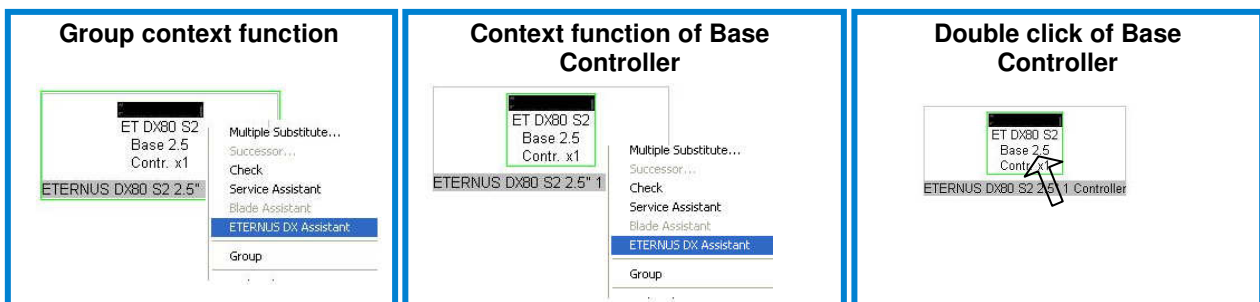 Group context function
ET DX80 S2
Base 2.5
Contr. x1
ETERNUS DX80 S2 2.5"
Multiple Substitute...
Successor...
Check
Service Assistant
Blade Assistant
ETERNUS DX Assistant
Group
Context function of Base
Controller
ET DX80 S2
Base 2.5
Contr. x1
ETERNUS DX80 S2 2.5" 1
Multiple Substitute...
Successor...
Check
Service Assistant
Blade Assistant
ETERNUS DX Assistant
Group
Double click of Base
Controller
ET DX80 S2
Base 2.5
Contr. x1
ETERNUS DX80 S2 2.5" 1 Controller